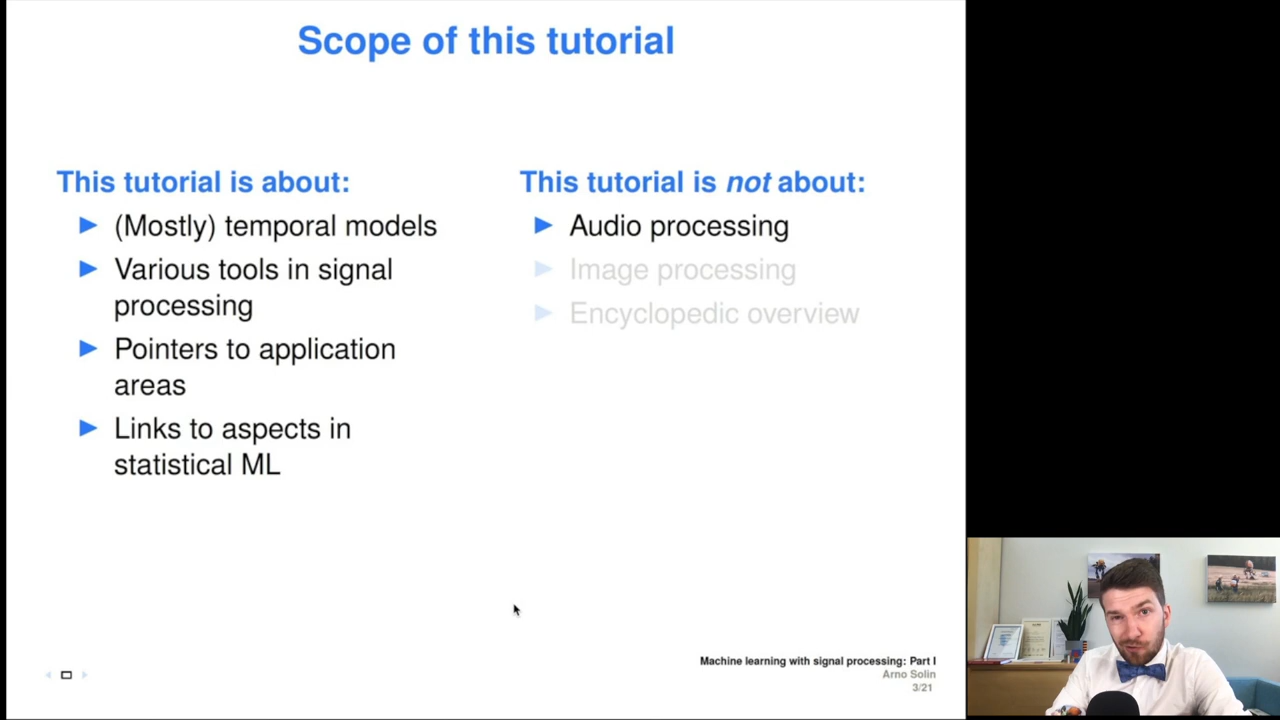 Scope of this tutorial
This tutorial is about:
(Mostly) temporal models
Various tools in signal
processing
Pointers to application
areas
Links to aspects in
statistical ML
This tutorial is not about:
Audio processing
Image processing
Encyclopedic overview
Machine learning with signal processing: Part I
Arno Solin
3/21